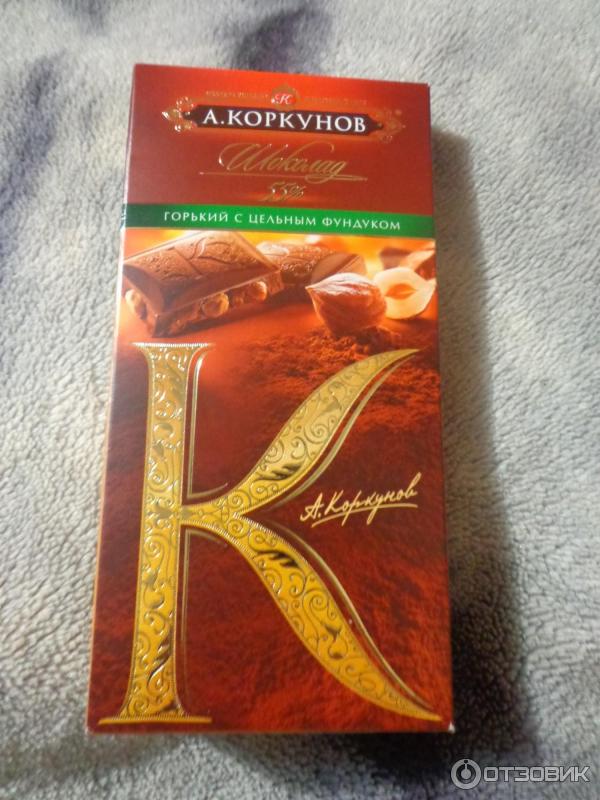 А.КОРКУНОВ
Шоколад
55%
ГОРЬКИЙ С ЦЕЛЬНЫМ ФУНДУКОМ
К
А.Коркунов
ОТЗОВИК